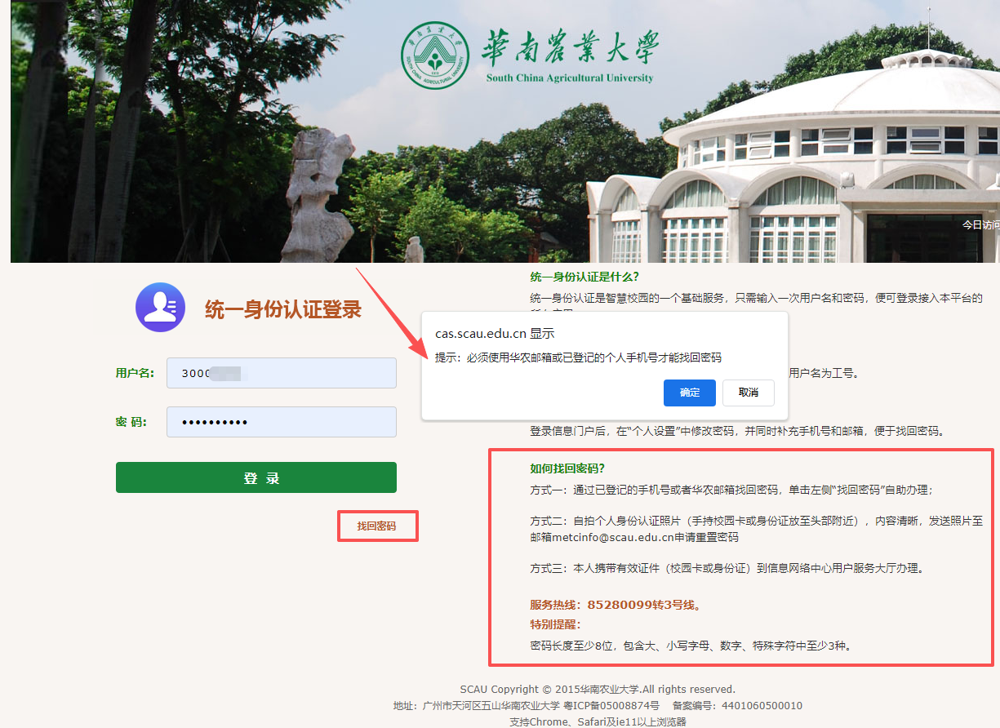 華南农業大學
South China Agricultural University
今日访问
统一身份认证是什么？
统一身份认证是智慧校园的一个基础服务，只需输入一次用户名和密码，便可登录接入本平台的
统一身份认证登录
cas.scau.edu.cn 显示
提示：必须使用华农邮箱或已登记的个人手机号才能找回密码
用户名：
3000
用户名为工号。
确定
取消
密 码：
••••••••••
登录信息门户后，在“个人设置”中修改密码，并同时补充手机号和邮箱，便于找回密码。
登 录
找回密码
如何找回密码？
方式一：通过已登记的手机号或者华农邮箱找回密码，单击左侧“找回密码”自助办理；
方式二：自拍个人身份认证照片（手持校园卡或身份证放至头部附近），内容清晰，发送照片至
邮箱metcinfo@scau.edu.cn申请重置密码
方式三：本人携带有效证件（校园卡或身份证）到信息网络中心用户服务大厅办理。
服务热线：85280099转3号线。
特别提醒：
密码长度至少8位，包含大、小写字母、数字、特殊字符中至少3种。
SCAU Copyright © 2015华南农业大学.All rights reserved.
地址：广州市天河区五山华南农业大学 粤ICP备05008874号 备案编号：4401060500010
支持Chrome、Safari及ie11以上浏览器